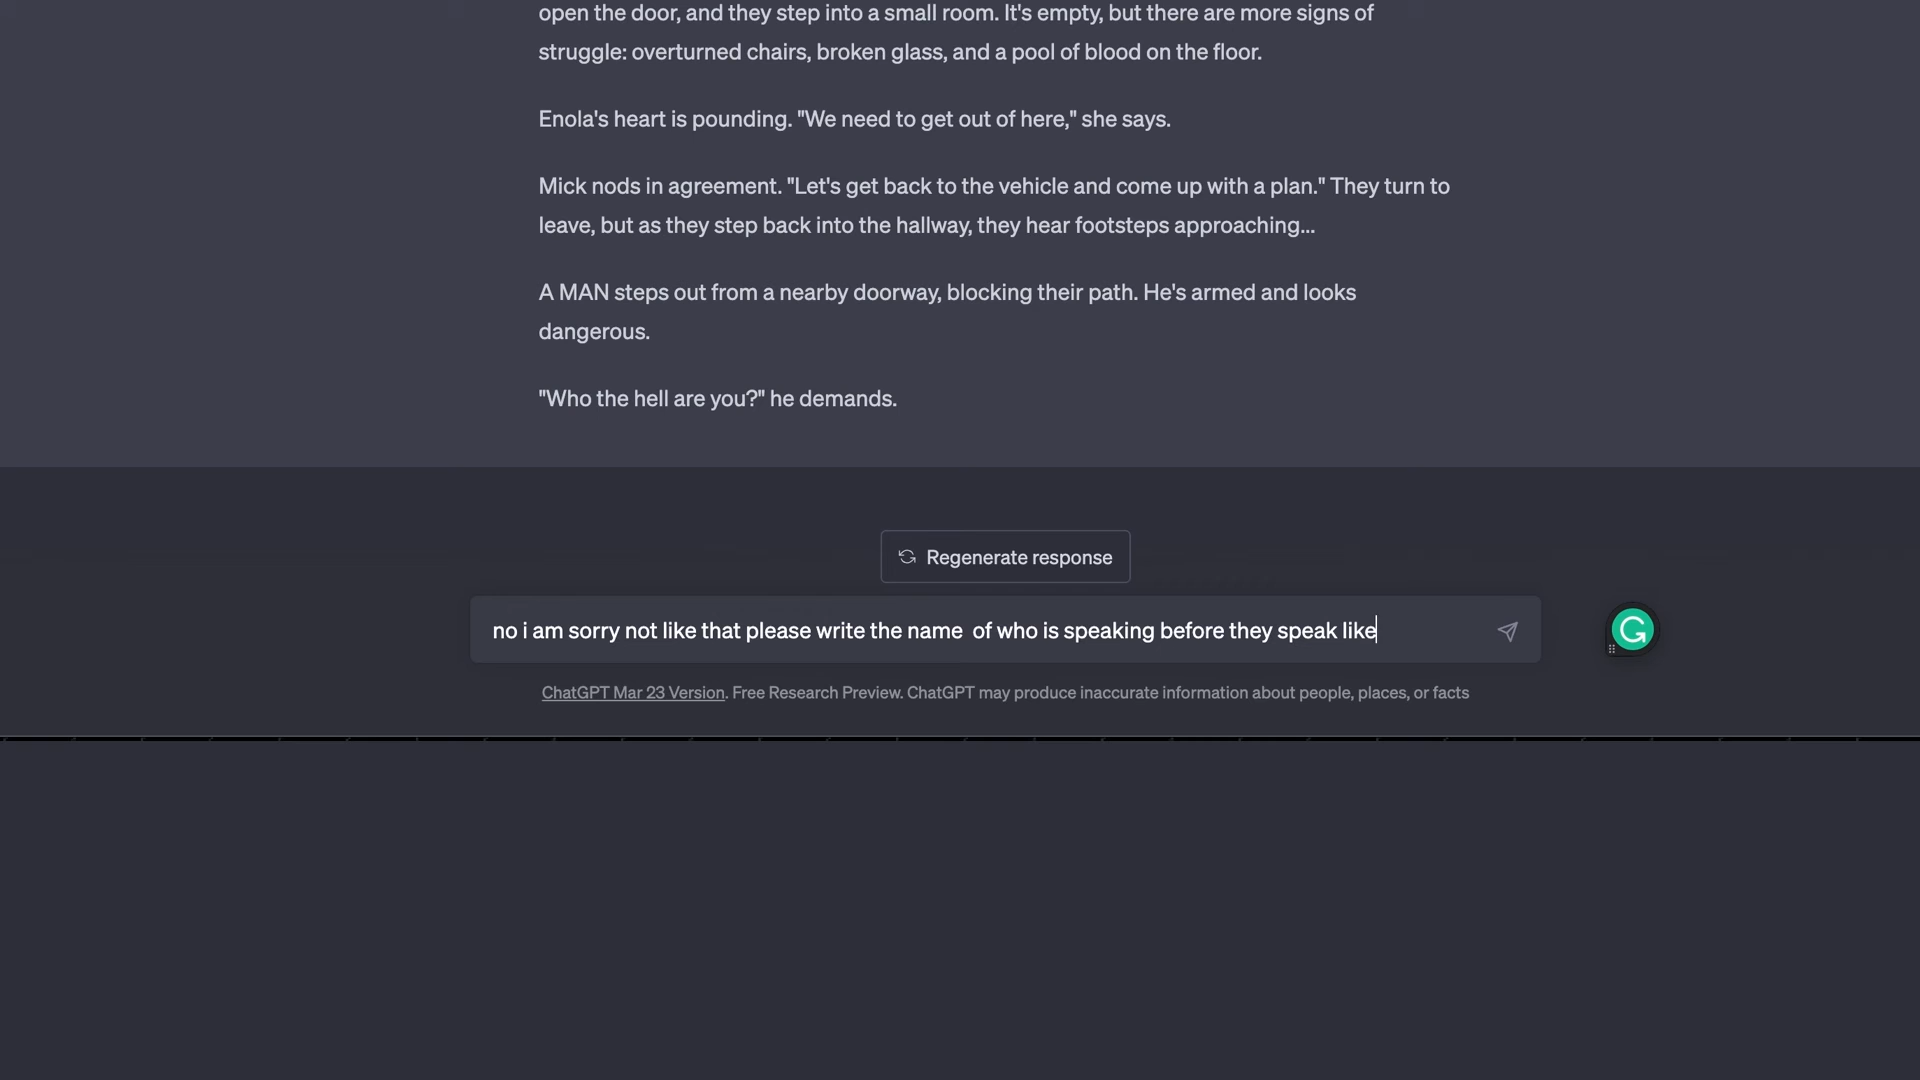 open the door, and they step into a small room. It's empty, but there are more signs of
struggle: overturned chairs, broken glass, and a pool of blood on the floor.
Enola's heart is pounding. "We need to get out of here," she says.
Mick nods in agreement. "Let's get back to the vehicle and come up with a plan." They turn to
leave, but as they step back into the hallway, they hear footsteps approaching...
A MAN steps out from a nearby doorway, blocking their path. He's armed and looks
dangerous.
"Who the hell are you?" he demands.
Regenerate response
no i am sorry not like that please write the name  of who is speaking before they speak like
ChatGPT Mar 23 Version. Free Research Preview. ChatGPT may produce inaccurate information about people, places, or facts